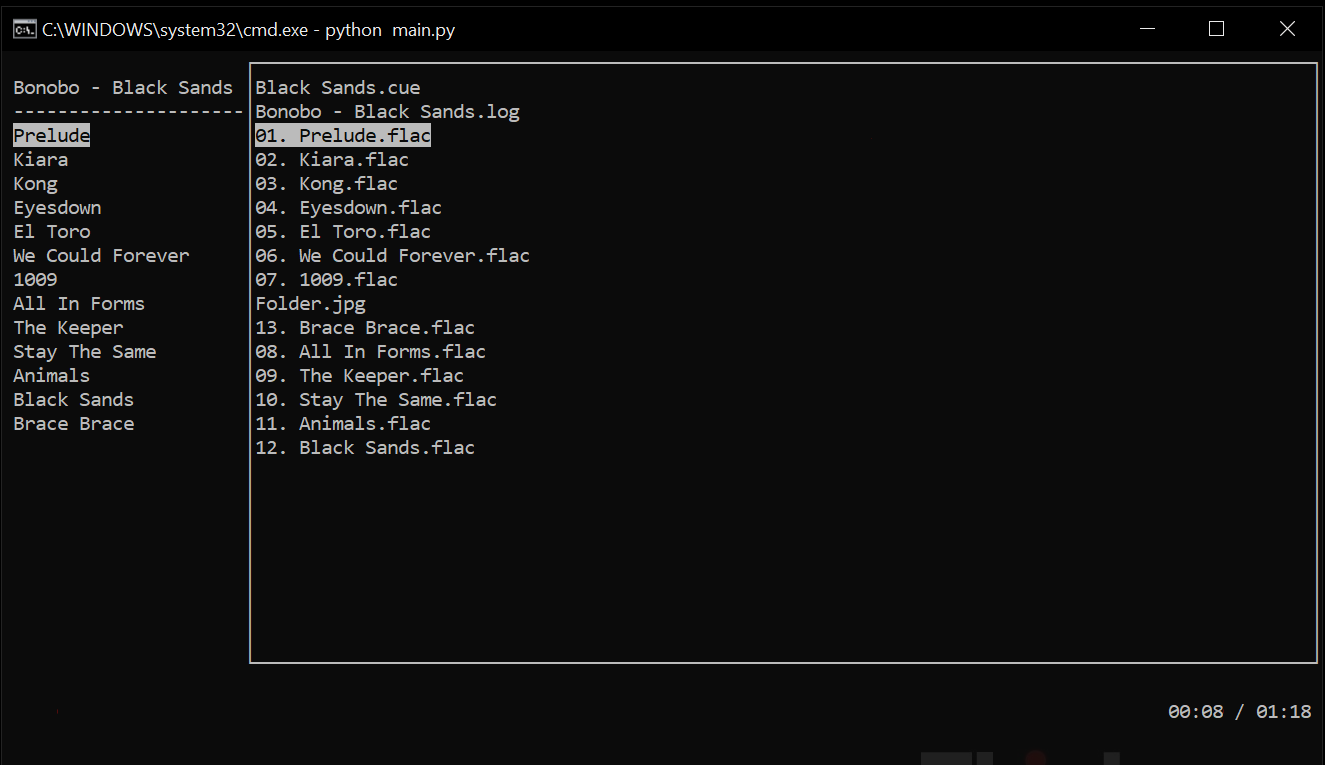 C:\WINDOWS\system32\cmd.exe - python  main.py
Bonobo - Black Sands
---------------------
Prelude
Kiara
Kong
Eyesdown
El Toro
We Could Forever
1009
All In Forms
The Keeper
Stay The Same
Animals
Black Sands
Brace Brace
Black Sands.cue
Bonobo - Black Sands.log
01. Prelude.flac
02. Kiara.flac
03. Kong.flac
04. Eyesdown.flac
05. El Toro.flac
06. We Could Forever.flac
07. 1009.flac
Folder.jpg
13. Brace Brace.flac
08. All In Forms.flac
09. The Keeper.flac
10. Stay The Same.flac
11. Animals.flac
12. Black Sands.flac
00:08 / 01:18